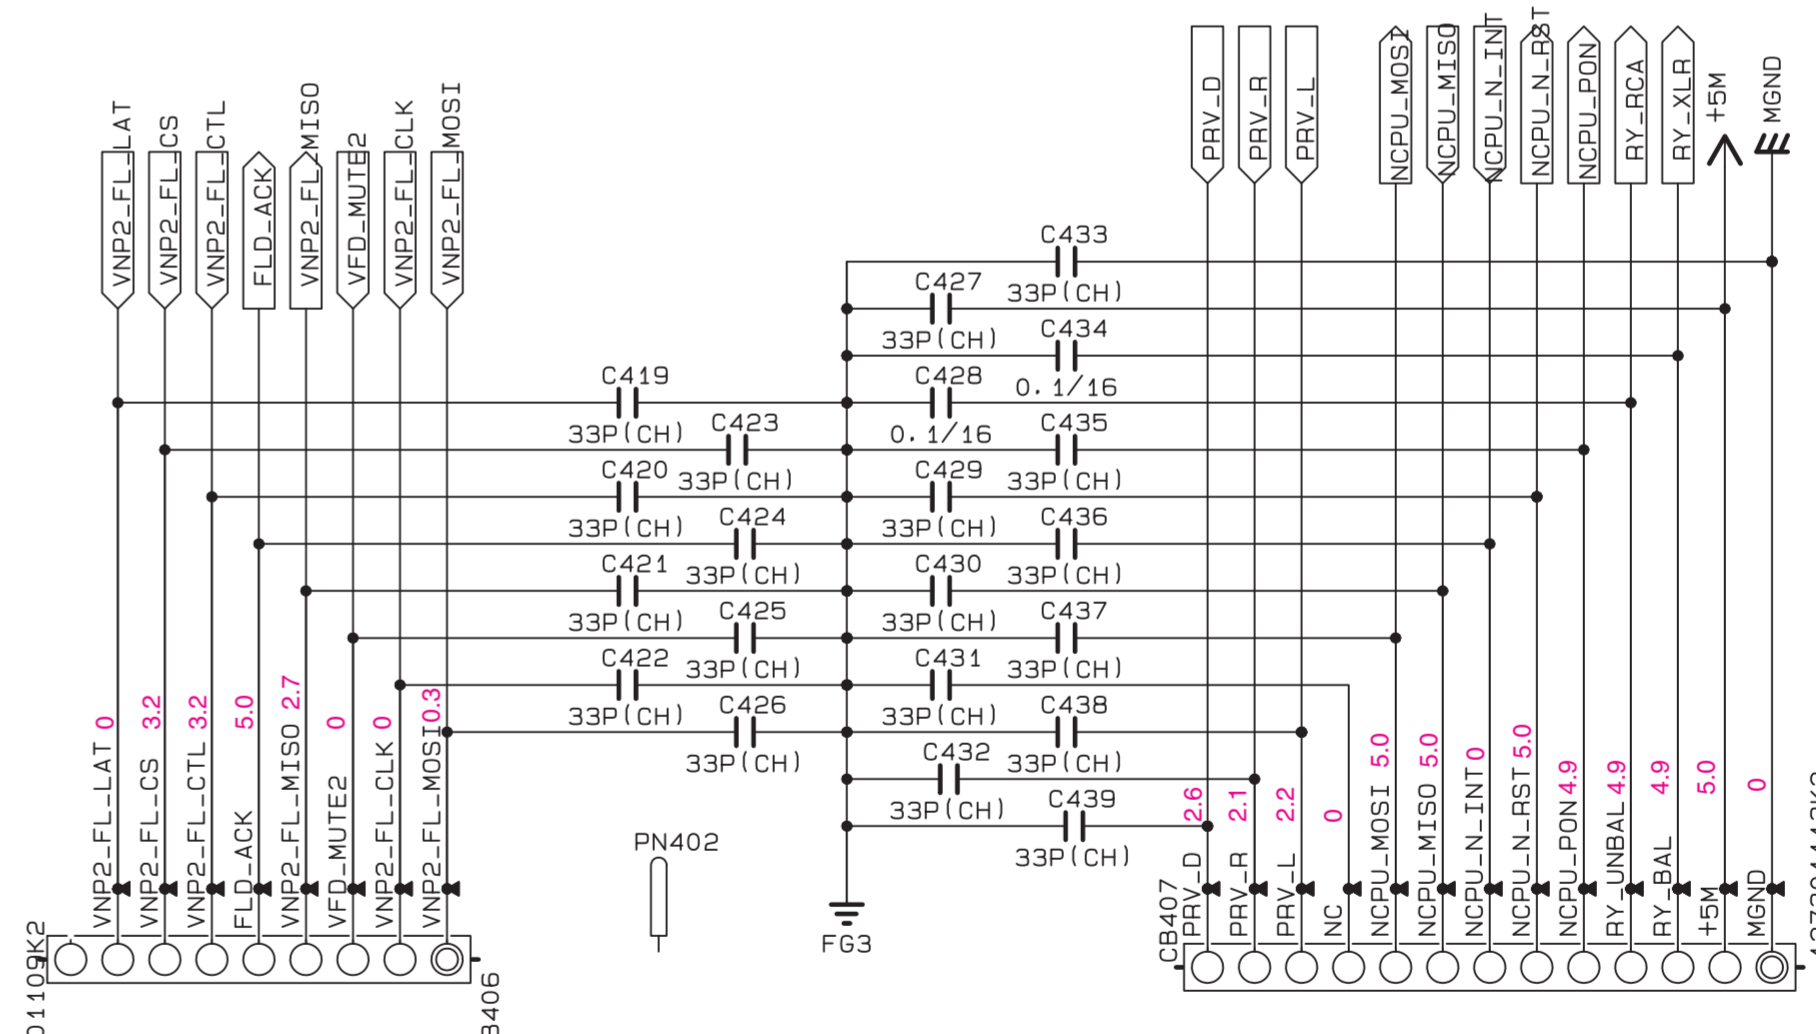 VNP2_FL_LAT
VNP2_FL_CS
VNP2_FL_CTL
FLD_ACK
VNP2_FL_MISO
VFD_MUTE2
VNP2_FL_CLK
VNP2_FL_MOSI
PRV_D
PRV_R
PRV_L
NCPU_MOSI
NCPU_MISO
NCPU_N_INT
NCPU_N_RST
NCPU_PON
RY_RCA
RY_XLR
+5M
MGND
C433
33P(CH)
C427
33P(CH)
C434
0.1/16
C419
33P(CH)
C428
0.1/16
C423
33P(CH)
C435
33P(CH)
C420
33P(CH)
C429
33P(CH)
C424
33P(CH)
C436
33P(CH)
C421
33P(CH)
C430
33P(CH)
C425
33P(CH)
C437
33P(CH)
C422
33P(CH)
C431
33P(CH)
C426
33P(CH)
C438
33P(CH)
C432
33P(CH)
C439
33P(CH)
VNP2_FL_LAT 0
VNP2_FL_CS 3.2
VNP2_FL_CTL 3.2
FLD_ACK 5.0
VNP2_FL_MISO 2.7
VFD_MUTE2 0
VNP2_FL_CLK 0
VNP2_FL_MOSI 0.3
PN402
FG3
CB407
PRV_D 2.6
PRV_R 2.1
PRV_L 2.2
NC 0
NCPU_MOSI 5.0
NCPU_MISO 5.0
NCPU_N_INT 0
NCPU_N_RST 5.0
NCPU_PON 4.9
RY_UNBAL 4.9
RY_BAL 4.9
+5M 5.0
MGND 0
01109K2
B406